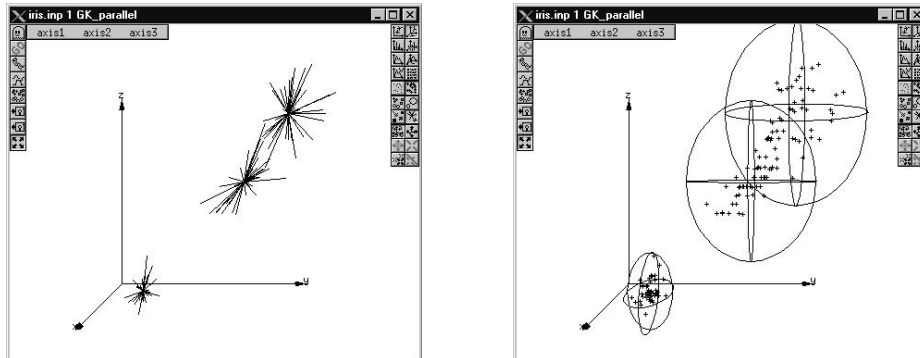 iris.inp 1 GK_parallel
axis1 axis2 axis3
z
y
x
iris.inp 1 GK_parallel
axis1 axis2 axis3
z
y
x